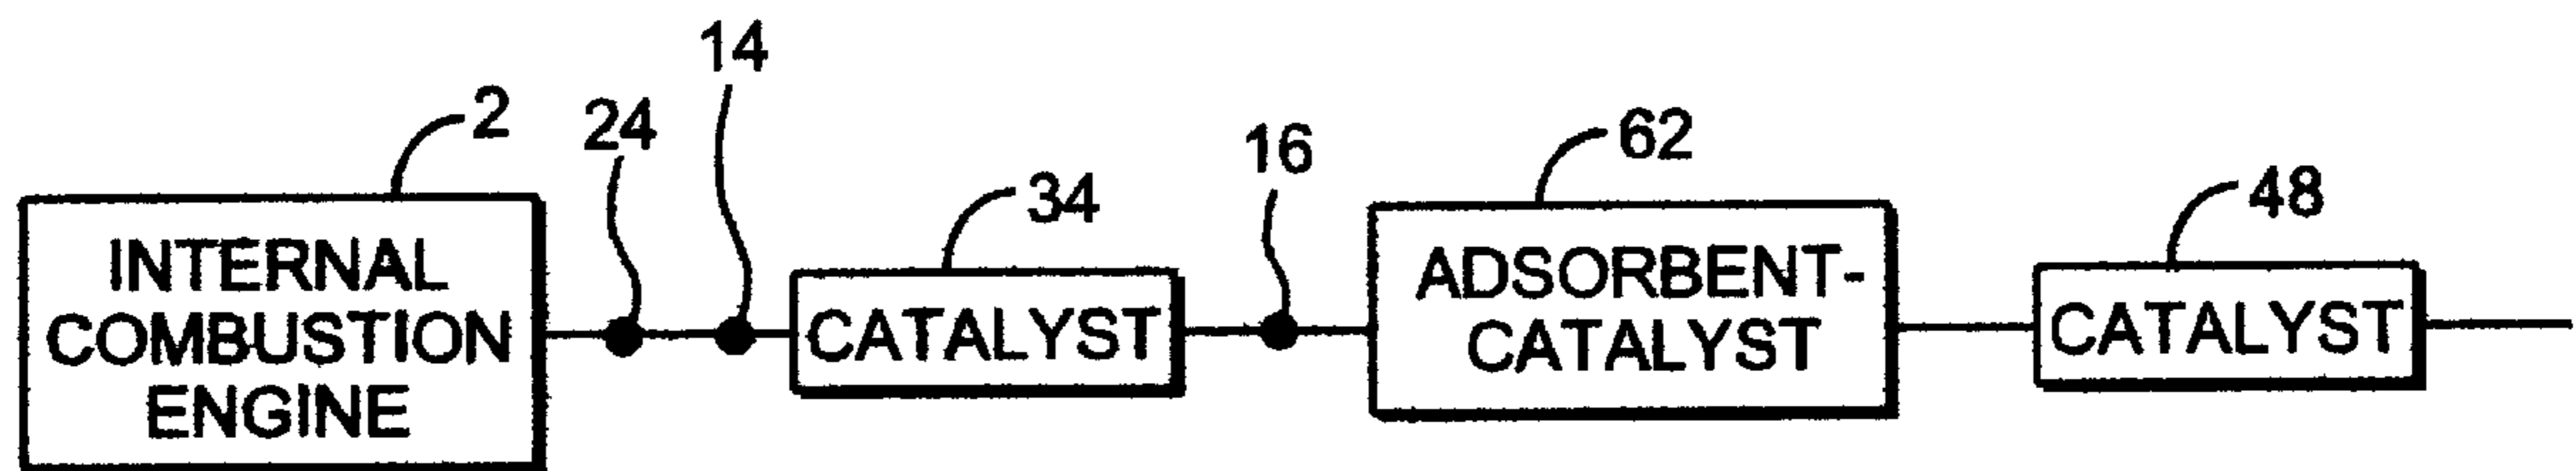 14
2
24
62
16
34
48
INTERNAL
COMBUSTION
ENGINE
CATALYST
ADSORBENT-
CATALYST
CATALYST